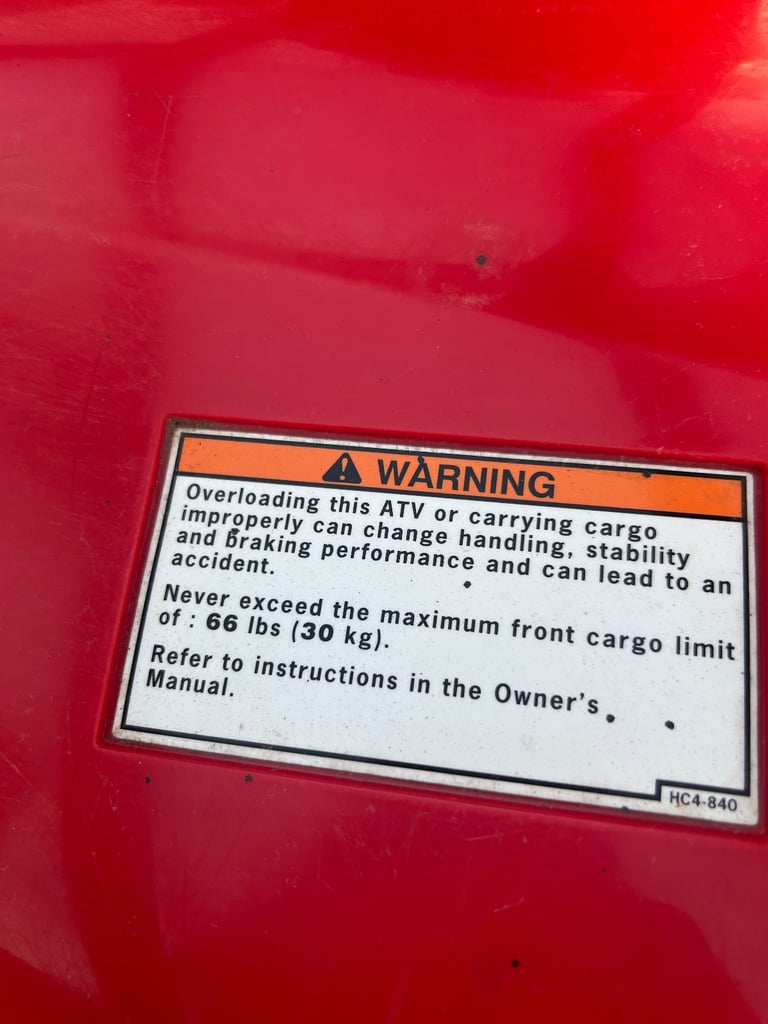 WARNING
Overloading this ATV or carrying cargo
improperly can change handling, stability
and braking performance and can lead to an
accident.
Never exceed the maximum front cargo limit
of : 66 lbs (30 kg).
Refer to instructions in the Owner's
Manual.
HC4-840